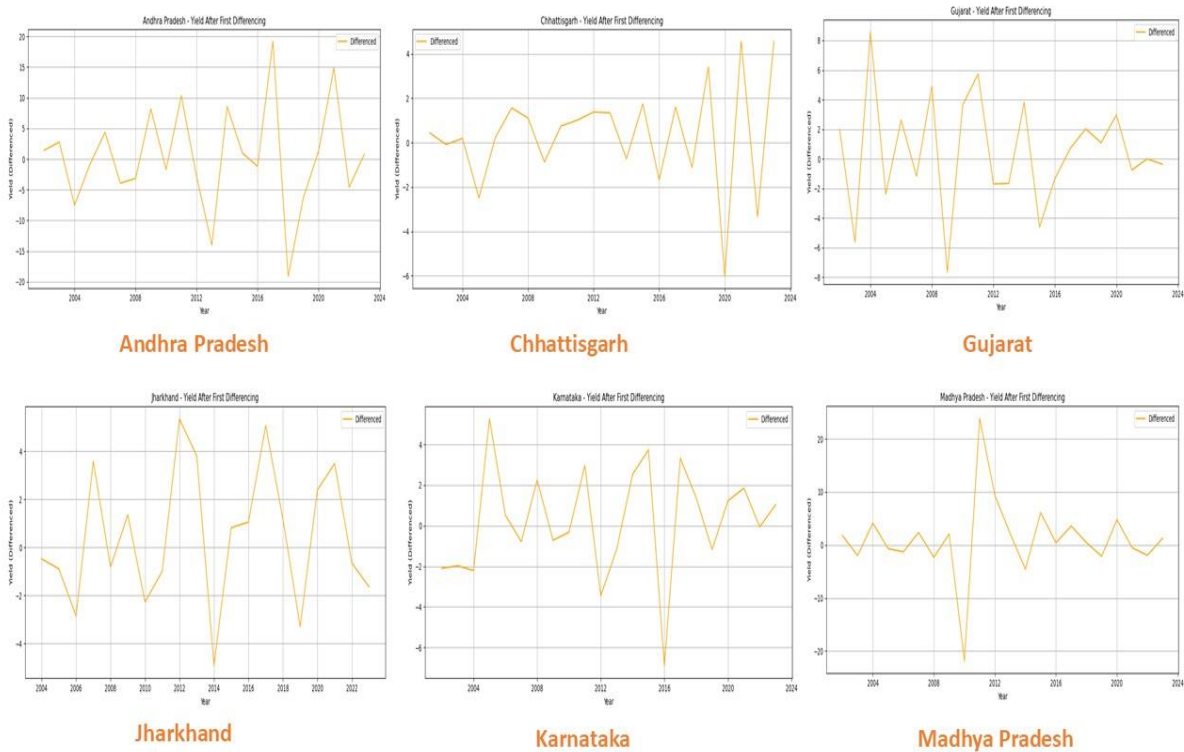 Andhra Pradesh - Yield After First Differencing
Differenced
Yield (Differenced)
20
15
10
5
0
−5
−10
−15
−20
2004 2008 2012 2016 2020 2024
Year
Andhra Pradesh
Chhattisgarh - Yield After First Differencing
Differenced
Yield (Differenced)
4
2
0
−2
−4
−6
2004 2008 2012 2016 2020 2024
Year
Chhattisgarh
Gujarat - Yield After First Differencing
Differenced
Yield (Differenced)
8
6
4
2
0
−2
−4
−6
−8
2004 2008 2012 2016 2020 2024
Year
Gujarat
Jharkhand - Yield After First Differencing
Differenced
Yield (Differenced)
4
2
0
−2
−4
2004 2006 2008 2010 2012 2014 2016 2018 2020 2022
Year
Jharkhand
Karnataka - Yield After First Differencing
Differenced
Yield (Differenced)
4
2
0
−2
−4
−6
2004 2008 2012 2016 2020 2024
Year
Karnataka
Madhya Pradesh - Yield After First Differencing
Differenced
Yield (Differenced)
20
10
0
−10
−20
2004 2008 2012 2016 2020 2024
Year
Madhya Pradesh